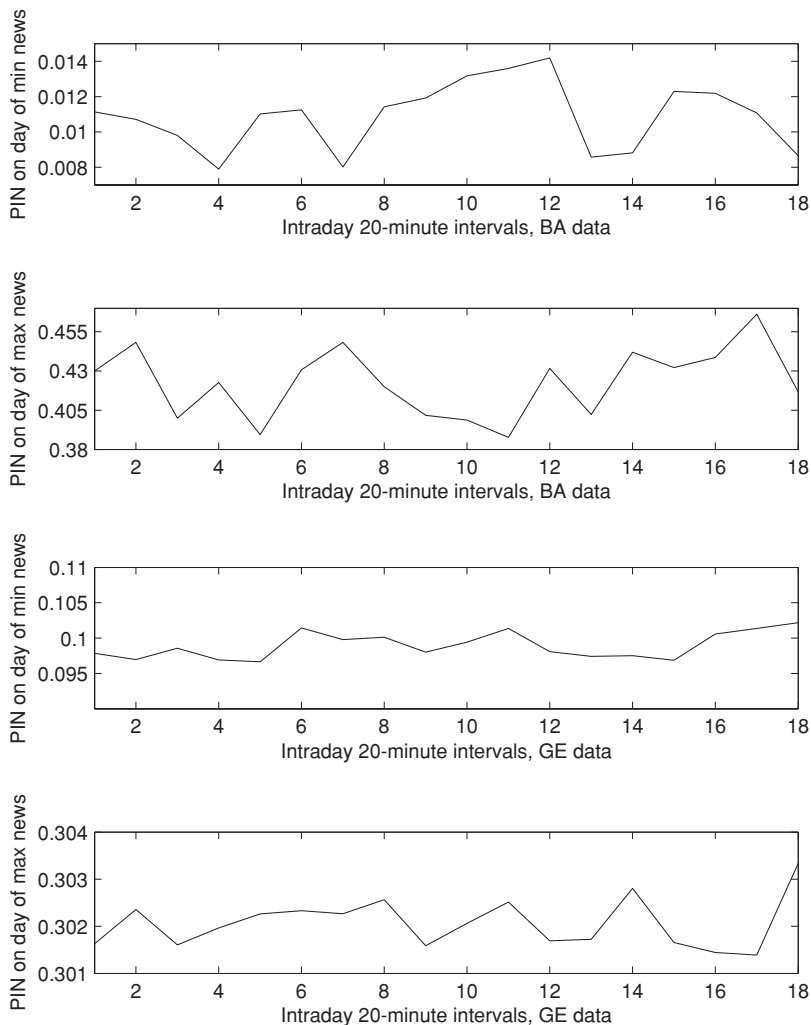 PIN on day of min news
0.014
0.012
0.01
0.008
2 4 6 8 10 12 14 16 18
Intraday 20-minute intervals, BA data
PIN on day of max news
0.455
0.43
0.405
0.38
2 4 6 8 10 12 14 16 18
Intraday 20-minute intervals, BA data
PIN on day of min news
0.11
0.105
0.1
0.095
2 4 6 8 10 12 14 16 18
Intraday 20-minute intervals, GE data
PIN on day of max news
0.304
0.303
0.302
0.301
2 4 6 8 10 12 14 16 18
Intraday 20-minute intervals, GE data